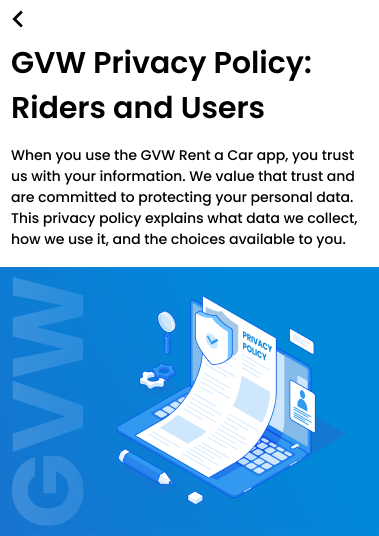 GVW Privacy Policy:
Riders and Users
When you use the GVW Rent a Car app, you trust
us with your information. We value that trust and
are committed to protecting your personal data.
This privacy policy explains what data we collect,
how we use it, and the choices available to you.
GVW
PRIVACY
POLICY